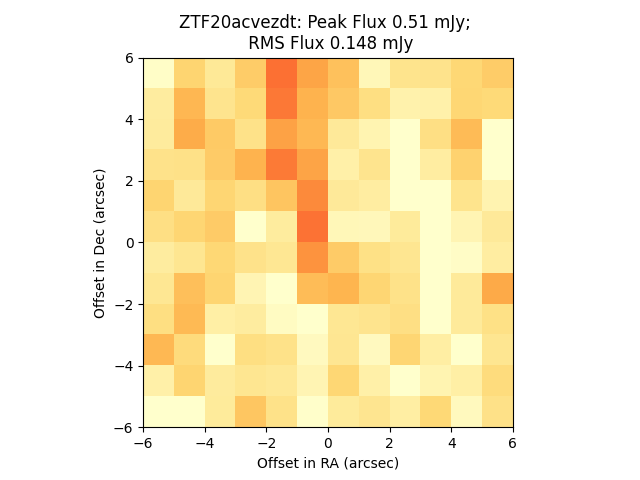 ZTF20acvezdt: Peak Flux 0.51 mJy;
RMS Flux 0.148 mJy
6
4
2
0
−2
−4
−6
Offset in Dec (arcsec)
−6 −4 −2 0 2 4 6
Offset in RA (arcsec)